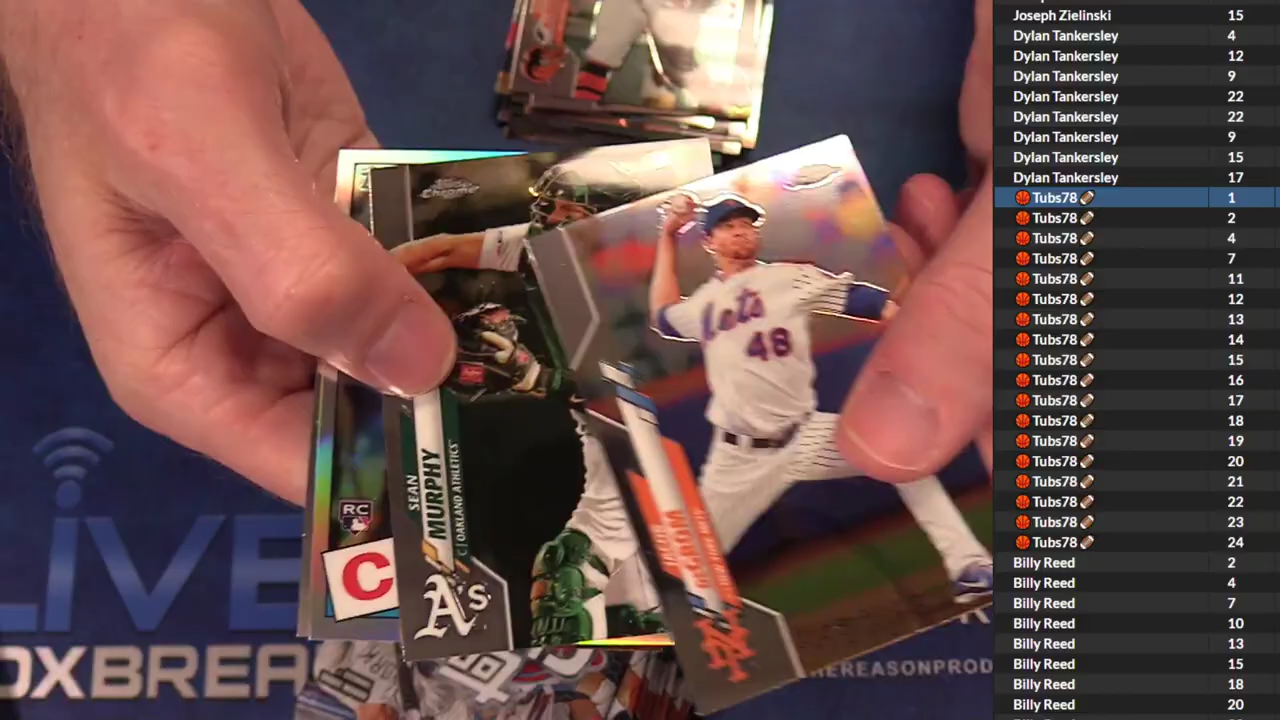 Joseph Zielinski 15
Dylan Tankersley 4
Dylan Tankersley 12
Dylan Tankersley 9
Dylan Tankersley 22
Dylan Tankersley 22
Dylan Tankersley 9
Dylan Tankersley 15
Dylan Tankersley 17
🏀 Tubs78 🏈 1
🏀 Tubs78 🏈 2
🏀 Tubs78 🏈 4
🏀 Tubs78 🏈 7
🏀 Tubs78 🏈 11
🏀 Tubs78 🏈 12
🏀 Tubs78 🏈 13
🏀 Tubs78 🏈 14
🏀 Tubs78 🏈 15
🏀 Tubs78 🏈 16
🏀 Tubs78 🏈 17
🏀 Tubs78 🏈 18
🏀 Tubs78 🏈 19
🏀 Tubs78 🏈 20
🏀 Tubs78 🏈 21
🏀 Tubs78 🏈 22
🏀 Tubs78 🏈 23
🏀 Tubs78 🏈 24
Billy Reed 2
Billy Reed 4
Billy Reed 7
Billy Reed 10
Billy Reed 13
Billy Reed 15
Billy Reed 18
Billy Reed 20
Chrome
Mets
48
SEAN
MURPHY
C | OAKLAND ATHLETICS
A's
RC
C
NY
LIVE
OXBREA
HEREASONPROD